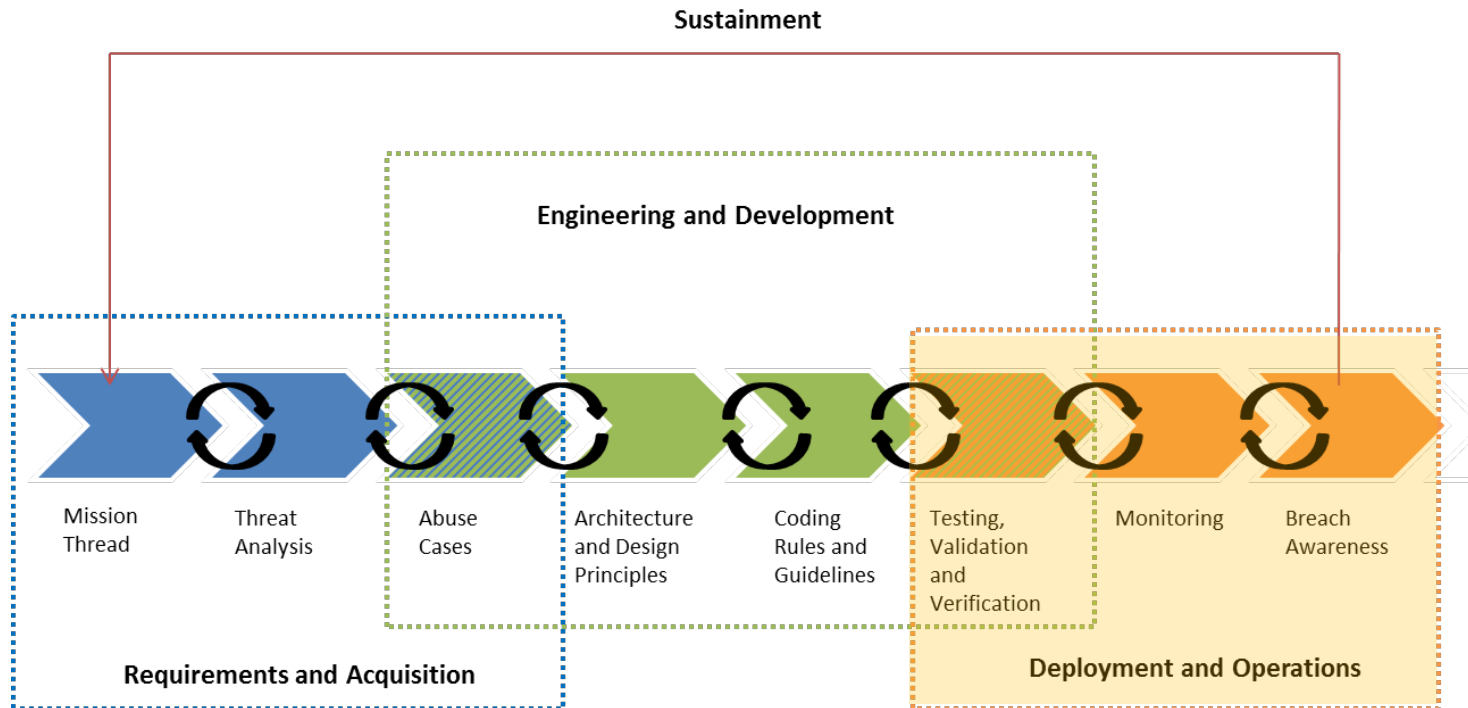 Sustainment
Engineering and Development
Mission
Thread
Threat
Analysis
Abuse
Cases
Architecture
and Design
Principles
Coding
Rules and
Guidelines
Testing,
Validation
and
Verification
Monitoring
Breach
Awareness
Requirements and Acquisition
Deployment and Operations